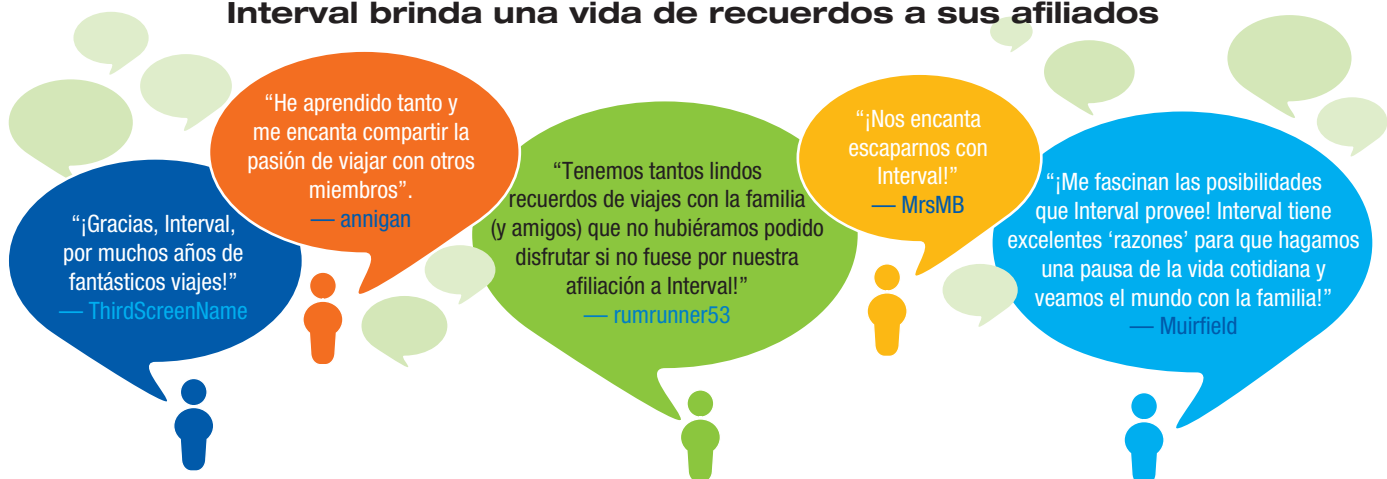 Interval brinda una vida de recuerdos a sus afiliados
“¡Gracias, Interval,
por muchos años de
fantásticos viajes!”
— ThirdScreenName
“He aprendido tanto y
me encanta compartir la
pasión de viajar con otros
miembros”.
— annigan
“Tenemos tantos lindos
recuerdos de viajes con la familia
(y amigos) que no hubiéramos podido
disfrutar si no fuese por nuestra
afiliación a Interval!”
— rumrunner53
“¡Nos encanta
escaparnos con
Interval!”
— MrsMB
“¡Me fascinan las posibilidades
que Interval provee! Interval tiene
excelentes ‘razones’ para que hagamos
una pausa de la vida cotidiana y
veamos el mundo con la familia!”
— Muirfield